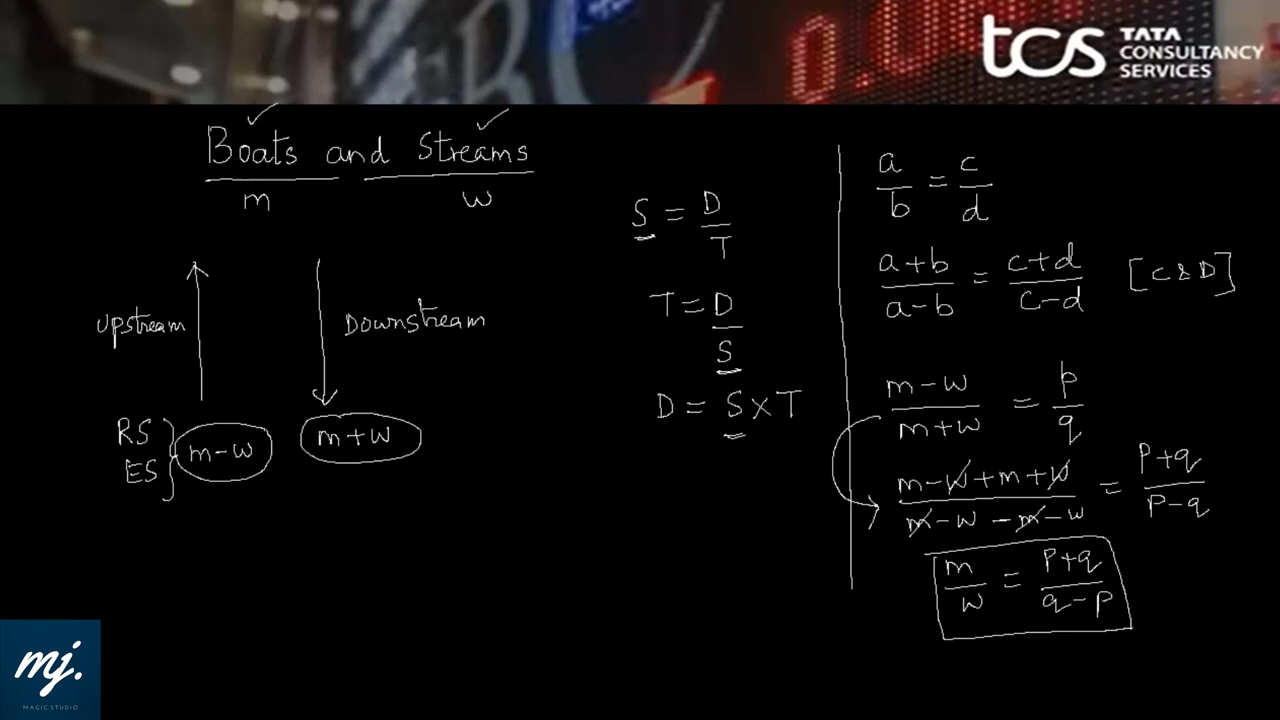 tcs TATA
CONSULTANCY
SERVICES
Boats and Streams
m w
Upstream
Downstream
RS
ES
m-w
m+w
S = D/T
T = D/S
D = S×T
a/b = c/d
a+b/a-b = c+d/c-d [C & D]
m-w/m+w = p/q
m-w+m+w/m-w-m-w = P+q/P-q
m/w = P+q/q-p
mj.
MAGIC STUDIO